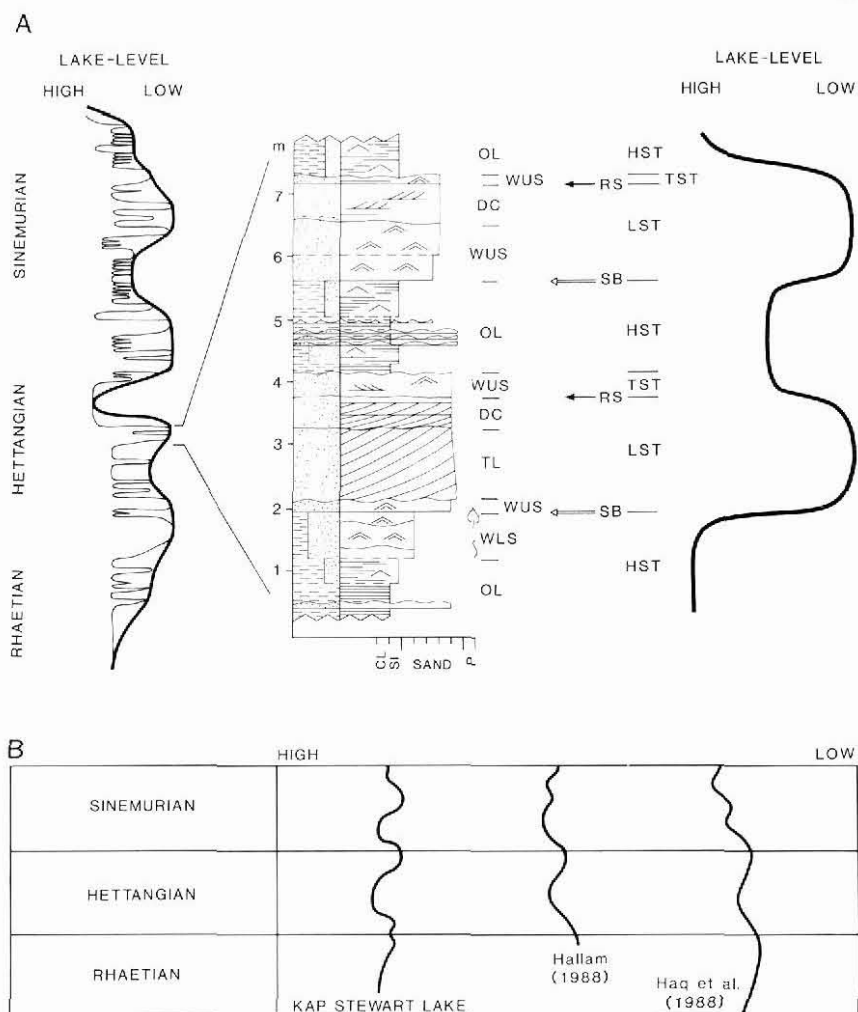 A
LAKE-LEVEL
HIGH LOW
SINEMURIAN
HETTANGIAN
RHAETIAN
m
7
6
5
4
3
2
1
CL
SI
SAND
P
OL
WUS
DC
WUS
OL
WUS
DC
TL
WUS
WLS
OL
RS
SB
RS
SB
HST
TST
LST
HST
TST
LST
HST
LAKE-LEVEL
HIGH LOW
B
HIGH LOW
SINEMURIAN
HETTANGIAN
RHAETIAN
KAP STEWART LAKE
Hallam
(1988)
Haq et al.
(1988)